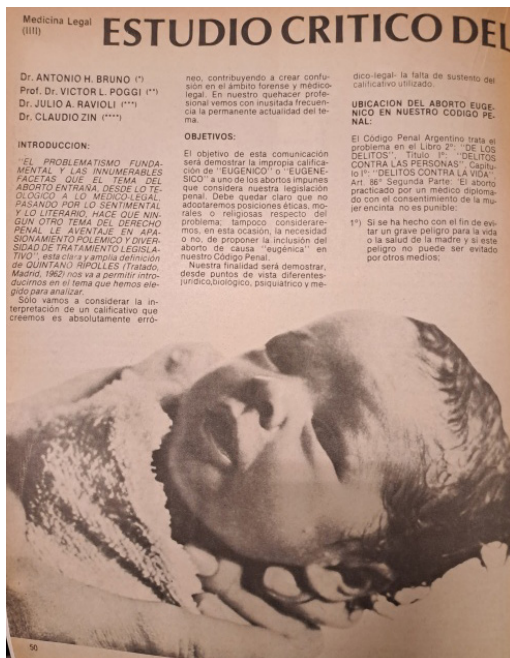 Medicina Legal
(IIII)
ESTUDIO CRITICO DEL
Dr. ANTONIO H. BRUNO (*)
Prof. Dr. VICTOR L. POGGI (**)
Dr. JULIO A. RAVIOLI (***)
Dr. CLAUDIO ZIN (****)
INTRODUCCION:
"EL PROBLEMATISMO FUNDA-
MENTAL Y LAS INNUMERABLES
FACETAS QUE EL TEMA DEL
ABORTO ENTRAÑA, DESDE LO TE-
OLOGICO A LO MEDICO-LEGAL,
PASANDO POR LO SENTIMENTAL
Y LO LITERARIO, HACE QUE NIN-
GUN OTRO TEMA DEL DERECHO
PENAL LE AVENTAJE EN APA-
SIONAMIENTO POLEMICO Y DIVER-
SIDAD DE TRATAMIENTO LEGISLA-
TIVO", esta clara y amplia definición
de QUINTANO RIPOLLES (Tratado,
Madrid, 1962) nos va a permitir intro-
ducirnos en el tema que hemos ele-
gido para analizar.
Sólo vamos a considerar la in-
terpretación de un calificativo que
creemos es absolutamente erró-
neo, contribuyendo a crear confu-
sión en el ámbito forense y médico-
legal. En nuestro quehacer profe-
sional vemos con inusitada frecuen-
cia la permanente actualidad del te-
ma.
OBJETIVOS:
El objetivo de esta comunicación
será demostrar la impropia califica-
ción de "EUGENICO" o "EUGENE-
SICO" a uno de los abortos impunes
que considera nuestra legislación
penal. Debe quedar claro que no
adoptaremos posiciones éticas, mo-
rales o religiosas respecto del
problema; tampoco considerare-
mos, en esta ocasión, la necesidad
o no, de proponer la inclusión del
aborto de causa "eugénica" en
nuestro Código Penal.
Nuestra finalidad será demostrar,
desde puntos de vista diferentes-
jurídico,biológico, psiquiátrico y mé-
dico-legal- la falta de sustento del
calificativo utilizado.
UBICACION DEL ABORTO EUGE-
NICO EN NUESTRO CODIGO PE-
NAL:
El Código Penal Argentino trata el
problema en el Libro 2º: "DE LOS
DELITOS", Título Iº: "DELITOS
CONTRA LAS PERSONAS", Capítu-
lo Iº: "DELITOS CONTRA LA VIDA".
Art. 86º Segunda Parte: "El aborto
practicado por un médico diploma-
do con el consentimiento de la mu-
jer encinta no es punible:
1º) Si se ha hecho con el fin de evi-
tar un grave peligro para la vida
o la salud de la madre y si este
peligro no puede ser evitado
por otros medios;
50